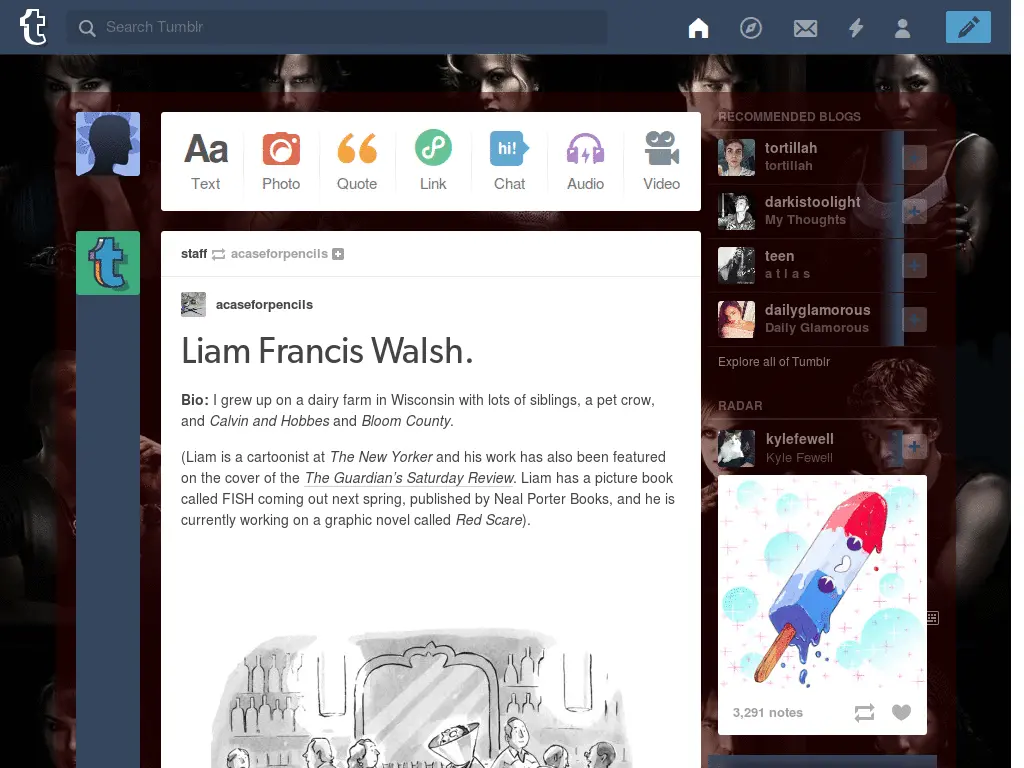 Search Tumblr
Aa
Text
Photo
Quote
Link
hi!
Chat
Audio
Video
staff acaseforpencils
acaseforpencils
Liam Francis Walsh.
Bio: I grew up on a dairy farm in Wisconsin with lots of siblings, a pet crow,
and Calvin and Hobbes and Bloom County.
(Liam is a cartoonist at The New Yorker and his work has also been featured
on the cover of the The Guardian’s Saturday Review. Liam has a picture book
called FISH coming out next spring, published by Neal Porter Books, and he is
currently working on a graphic novel called Red Scare).
RECOMMENDED BLOGS
tortillah
tortillah
darkistoolight
My Thoughts
teen
a t l a s
dailyglamorous
Daily Glamorous
Explore all of Tumblr
RADAR
kylefewell
Kyle Fewell
3,291 notes